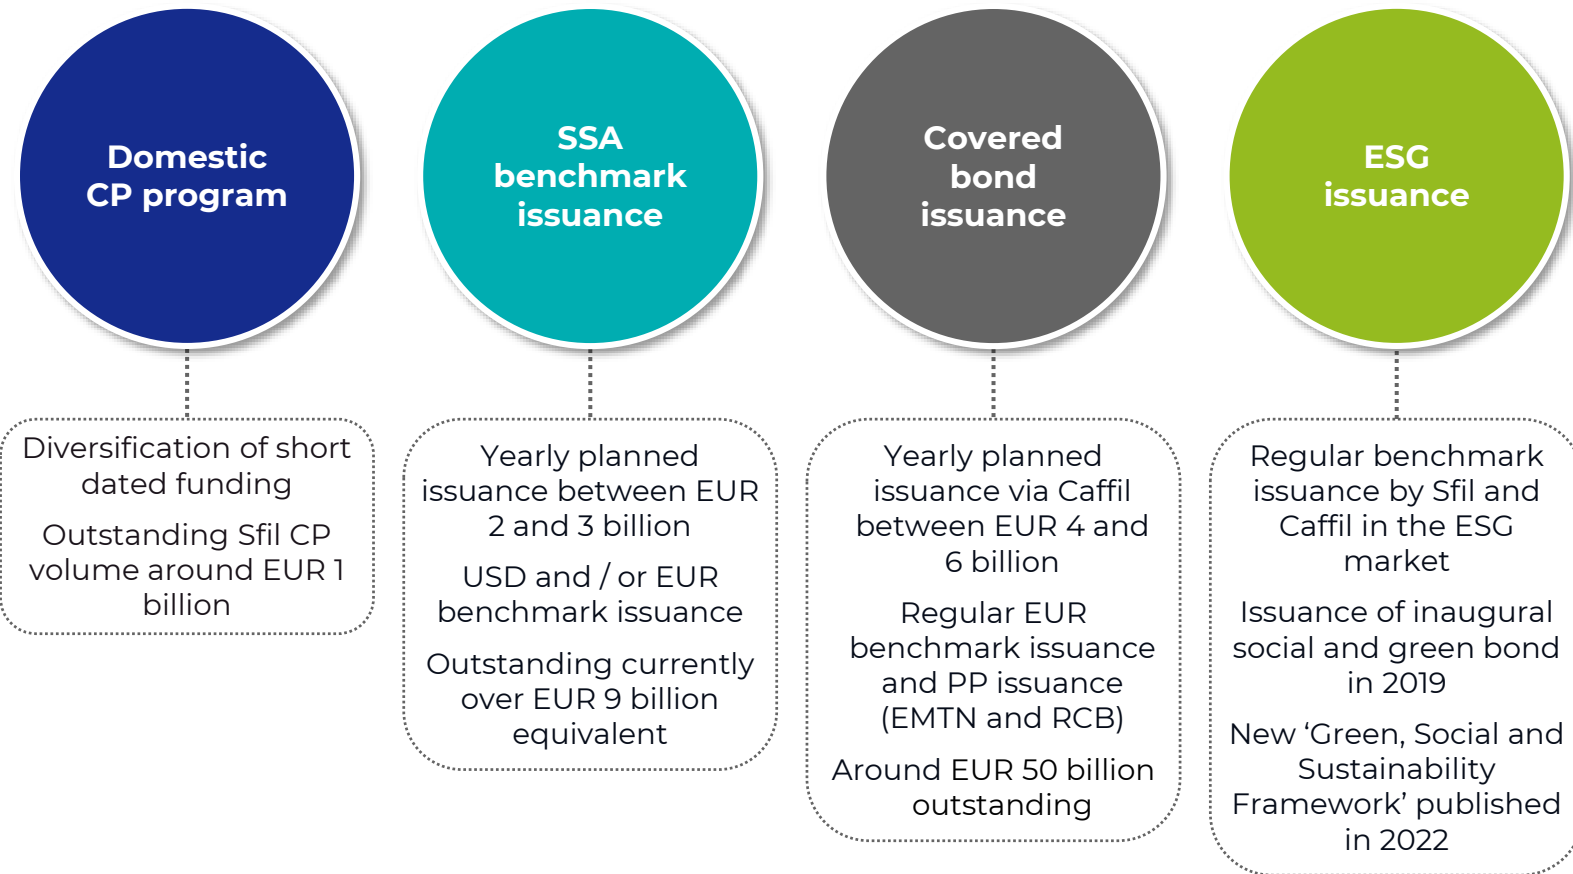 Domestic
CP program
SSA
benchmark
issuance
Covered
bond
issuance
ESG
issuance
Diversification of short
dated funding
Outstanding Sfil CP
volume around EUR 1
billion
Yearly planned
issuance between EUR
2 and 3 billion
USD and / or EUR
benchmark issuance
Outstanding currently
over EUR 9 billion
equivalent
Yearly planned
issuance via Caffil
between EUR 4 and
6 billion
Regular EUR
benchmark issuance
and PP issuance
(EMTN and RCB)
Around EUR 50 billion
outstanding
Regular benchmark
issuance by Sfil and
Caffil in the ESG
market
Issuance of inaugural
social and green bond
in 2019
New ‘Green, Social and
Sustainability
Framework’ published
in 2022